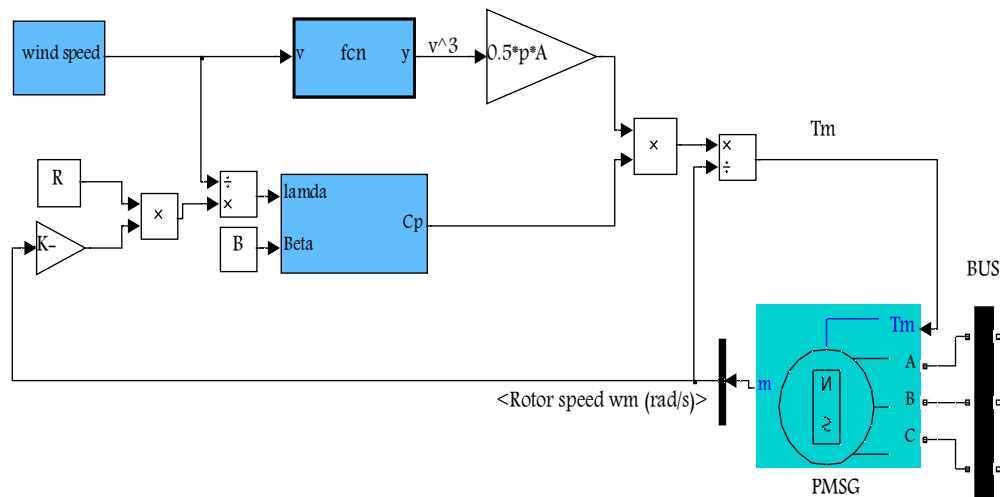 wind speed
v
fcn
y
v^3
0.5*p*A
×
×
÷
Tm
R
×
÷
×
lamda
Cp
K-
B
Beta
BUS
Tm
A
m
N
B
<Rotor speed wm (rad/s)>
S
C
PMSG